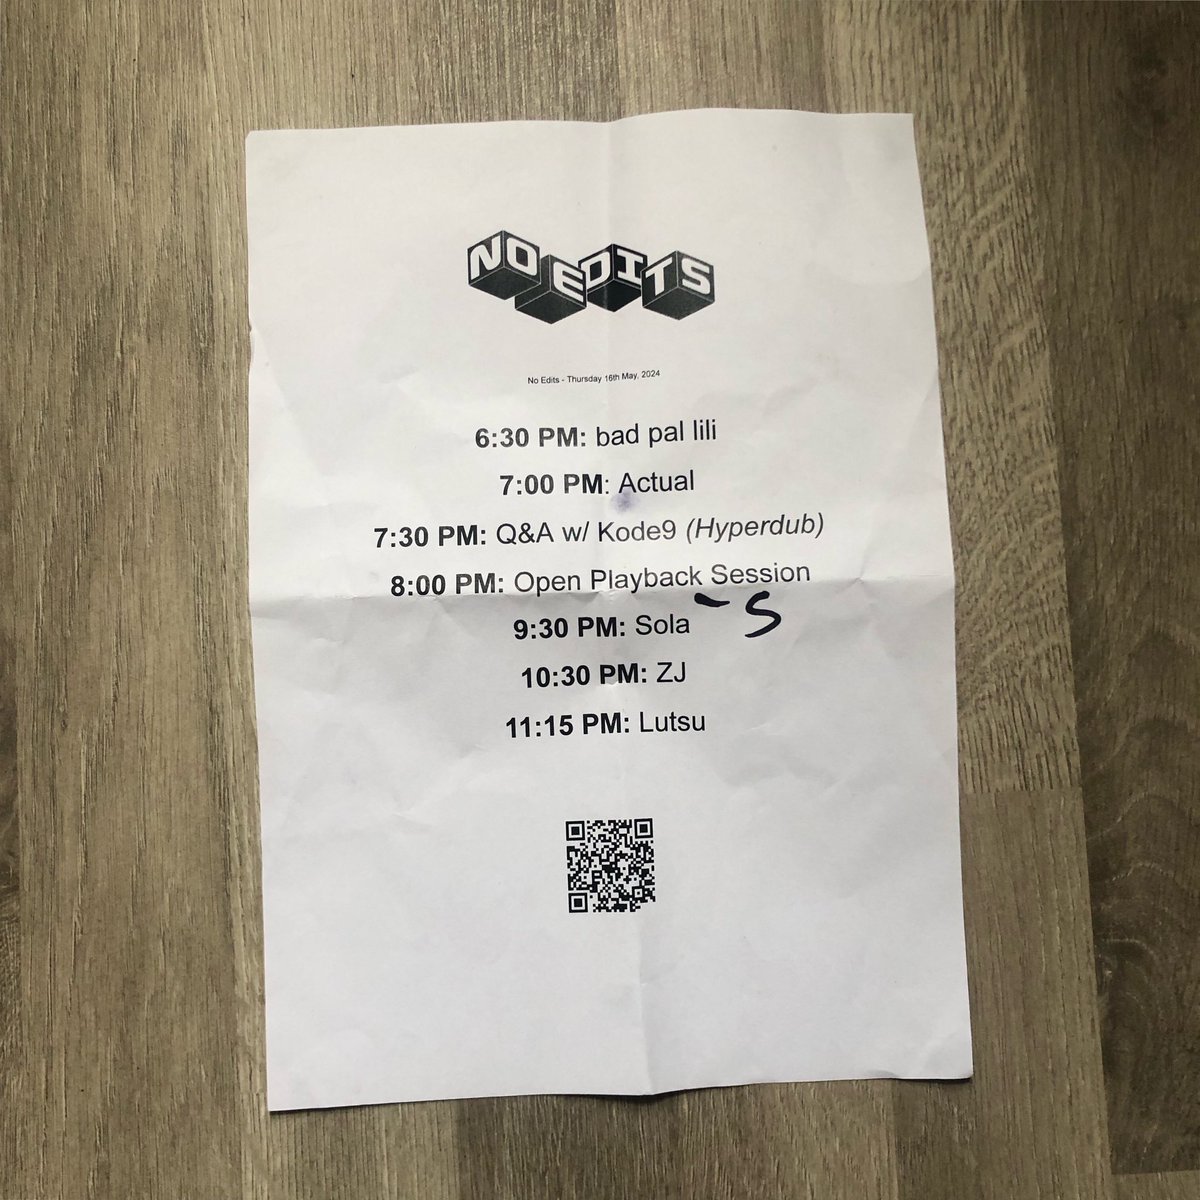 NO EDITS
No Edits - Thursday 16th May, 2024
6:30 PM: bad pal lili
7:00 PM: Actual
7:30 PM: Q&A w/ Kode9 (Hyperdub)
8:00 PM: Open Playback Session
9:30 PM: Sola - S
10:30 PM: ZJ
11:15 PM: Lutsu